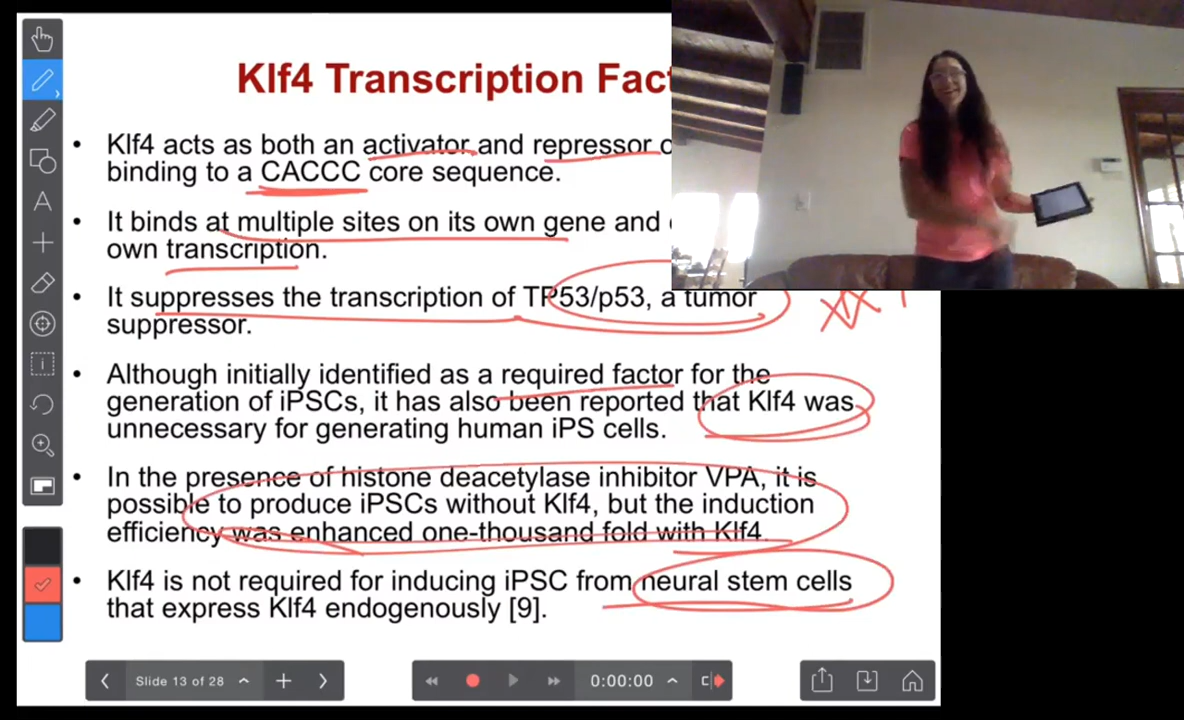 Klf4 Transcription Fac
Klf4 acts as both an activator and repressor
binding to a CACCC core sequence.
It binds at multiple sites on its own gene and
own transcription.
It suppresses the transcription of TP53/p53, a tumor
suppressor.
Although initially identified as a required factor for the
generation of iPSCs, it has also been reported that Klf4 was
unnecessary for generating human iPS cells.
In the presence of histone deacetylase inhibitor VPA, it is
possible to produce iPSCs without Klf4, but the induction
efficiency was enhanced one-thousand fold with Klf4.
Klf4 is not required for inducing iPSC from neural stem cells
that express Klf4 endogenously [9].
Slide 13 of 28
0:00:00